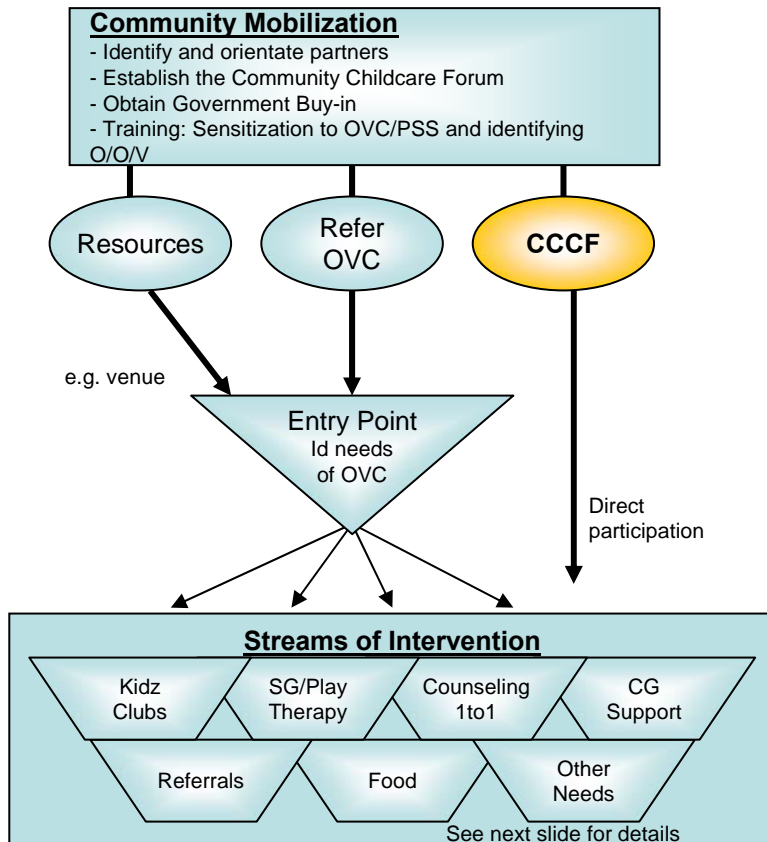 Community Mobilization
- Identify and orientate partners
- Establish the Community Childcare Forum
- Obtain Government Buy-in
- Training: Sensitization to OVC/PSS and identifying
O/O/V
Resources
Refer
OVC
CCCF
e.g. venue
Entry Point
Id needs
of OVC
Direct
participation
Streams of Intervention
Kidz
Clubs
SG/Play
Therapy
Counseling
1to1
CG
Support
Referrals
Food
Other
Needs
See next slide for details